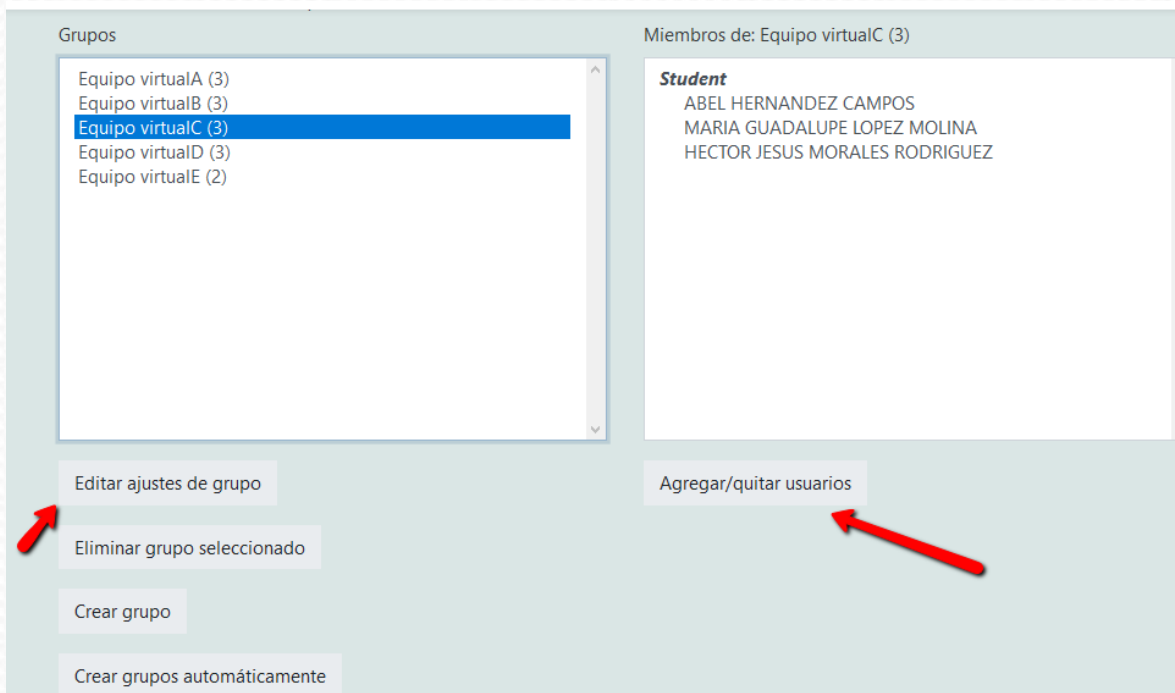 Grupos
Equipo virtualA (3)
Equipo virtualB (3)
Equipo virtualC (3)
Equipo virtualD (3)
Equipo virtualE (2)
Editar ajustes de grupo
Eliminar grupo seleccionado
Crear grupo
Crear grupos automáticamente
Miembros de: Equipo virtualC (3)
Student
ABEL HERNANDEZ CAMPOS
MARIA GUADALUPE LOPEZ MOLINA
HECTOR JESUS MORALES RODRIGUEZ
Agregar/quitar usuarios